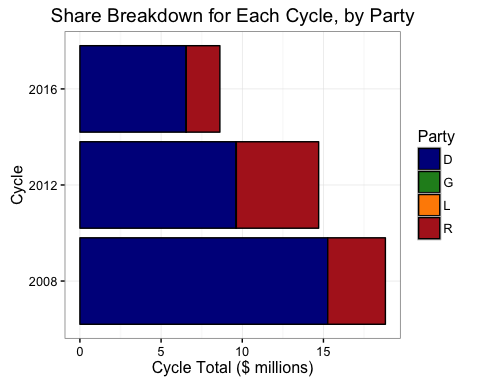 Share Breakdown for Each Cycle, by Party
Cycle
2016
2012
2008
0 5 10 15
Cycle Total ($ millions)
Party
D
G
L
R